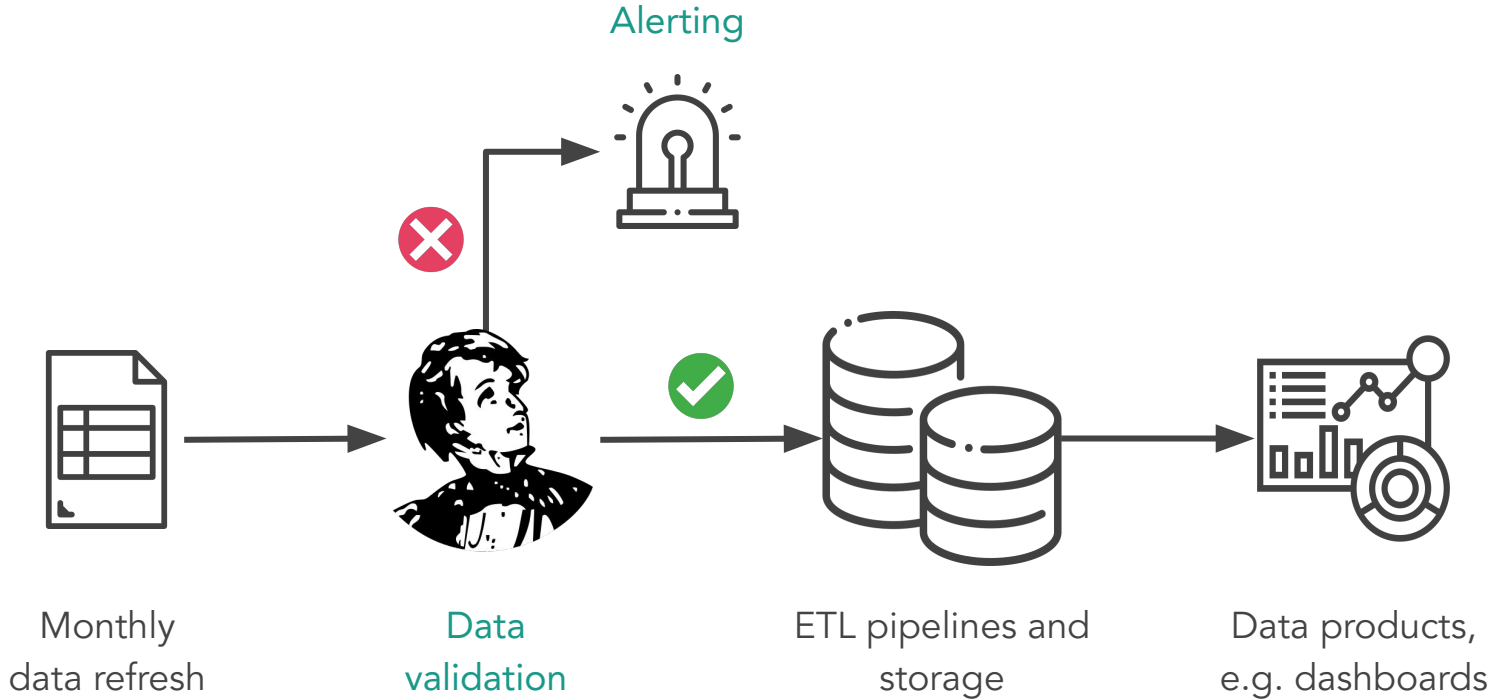 Alerting
Monthly
data refresh
Data
validation
ETL pipelines and
storage
Data products,
e.g. dashboards